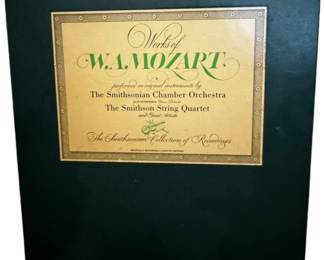 Works of
W.A. MOZART
performed on original instruments by
The Smithsonian Chamber Orchestra
The Smithson String Quartet
and Guest Artists
The Smithsonian Collection of Recordings